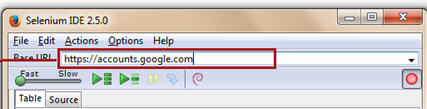 Selenium IDE 2.5.0
File Edit Actions Options Help
Base URL https://accounts.google.com
Fast Slow
Table Source